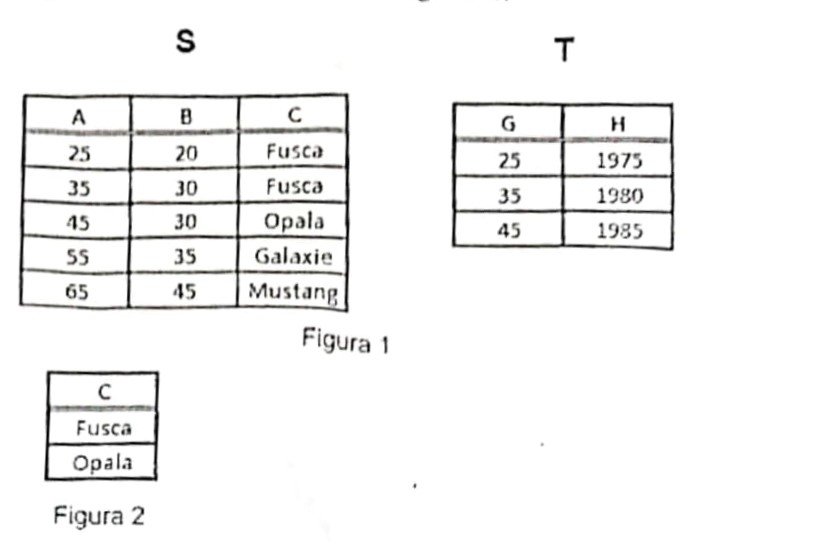 S
A B C
25 20 Fusca
35 30 Fusca
45 30 Opala
55 35 Galaxie
65 45 Mustang
T
G H
25 1975
35 1980
45 1985
Figura 1
C
Fusca
Opala
Figura 2